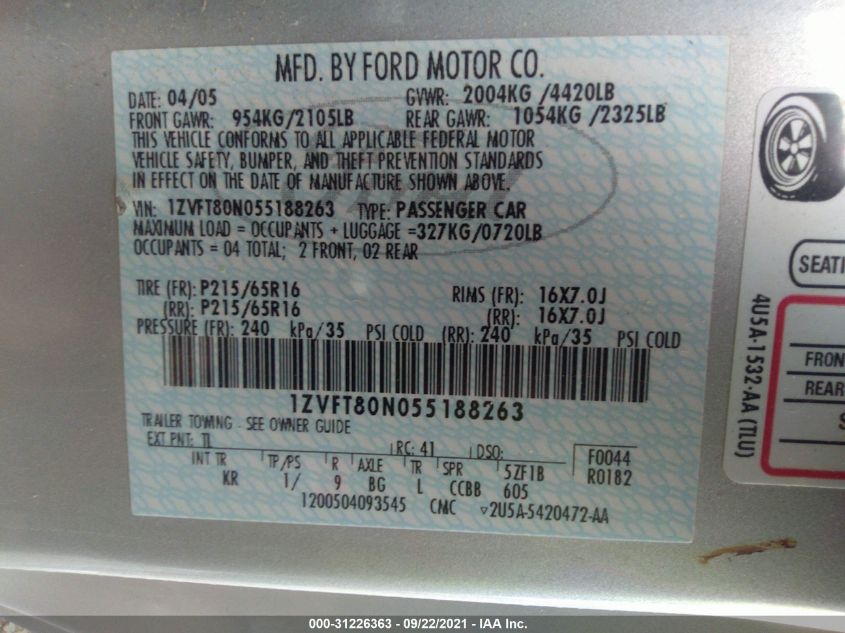 MFD. BY FORD MOTOR CO.
DATE: 04/05 GVWR: 2004KG /4420LB
FRONT GAWR: 954KG/2105LB REAR GAWR: 1054KG /2325LB
THIS VEHICLE CONFORMS TO ALL APPLICABLE FEDERAL MOTOR
VEHICLE SAFETY, BUMPER, AND THEFT PREVENTION STANDARDS
IN EFFECT ON THE DATE OF MANUFACTURE SHOWN ABOVE.
VIN: 1ZVFT80N055188263 TYPE: PASSENGER CAR
MAXIMUM LOAD = OCCUPANTS + LUGGAGE =327KG/0720LB
OCCUPANTS = 04 TOTAL; 2 FRONT, 02 REAR
TIRE (FR): P215/65R16 RIMS (FR): 16X7.0J
(RR): P215/65R16 (RR): 16X7.0J
PRESSURE (FR): 240 kPa/35 PSI COLD (RR): 240 kPa/35 PSI COLD
1ZVFT80N055188263
TRAILER TOWING - SEE OWNER GUIDE
EXT PNT: TL RC: 41 DSO: F0044
R0182
INT TR TP/PS R AXLE TR SPR 5ZF1B
KR 1/ 9 BG L CCBB 605
1200504093545 CMC ▽2U5A-5420472-AA
SEATI
4U5A-1532-AA (TLU)
FRON
REAR
S
000-31226363 - 09/22/2021 - IAA Inc.